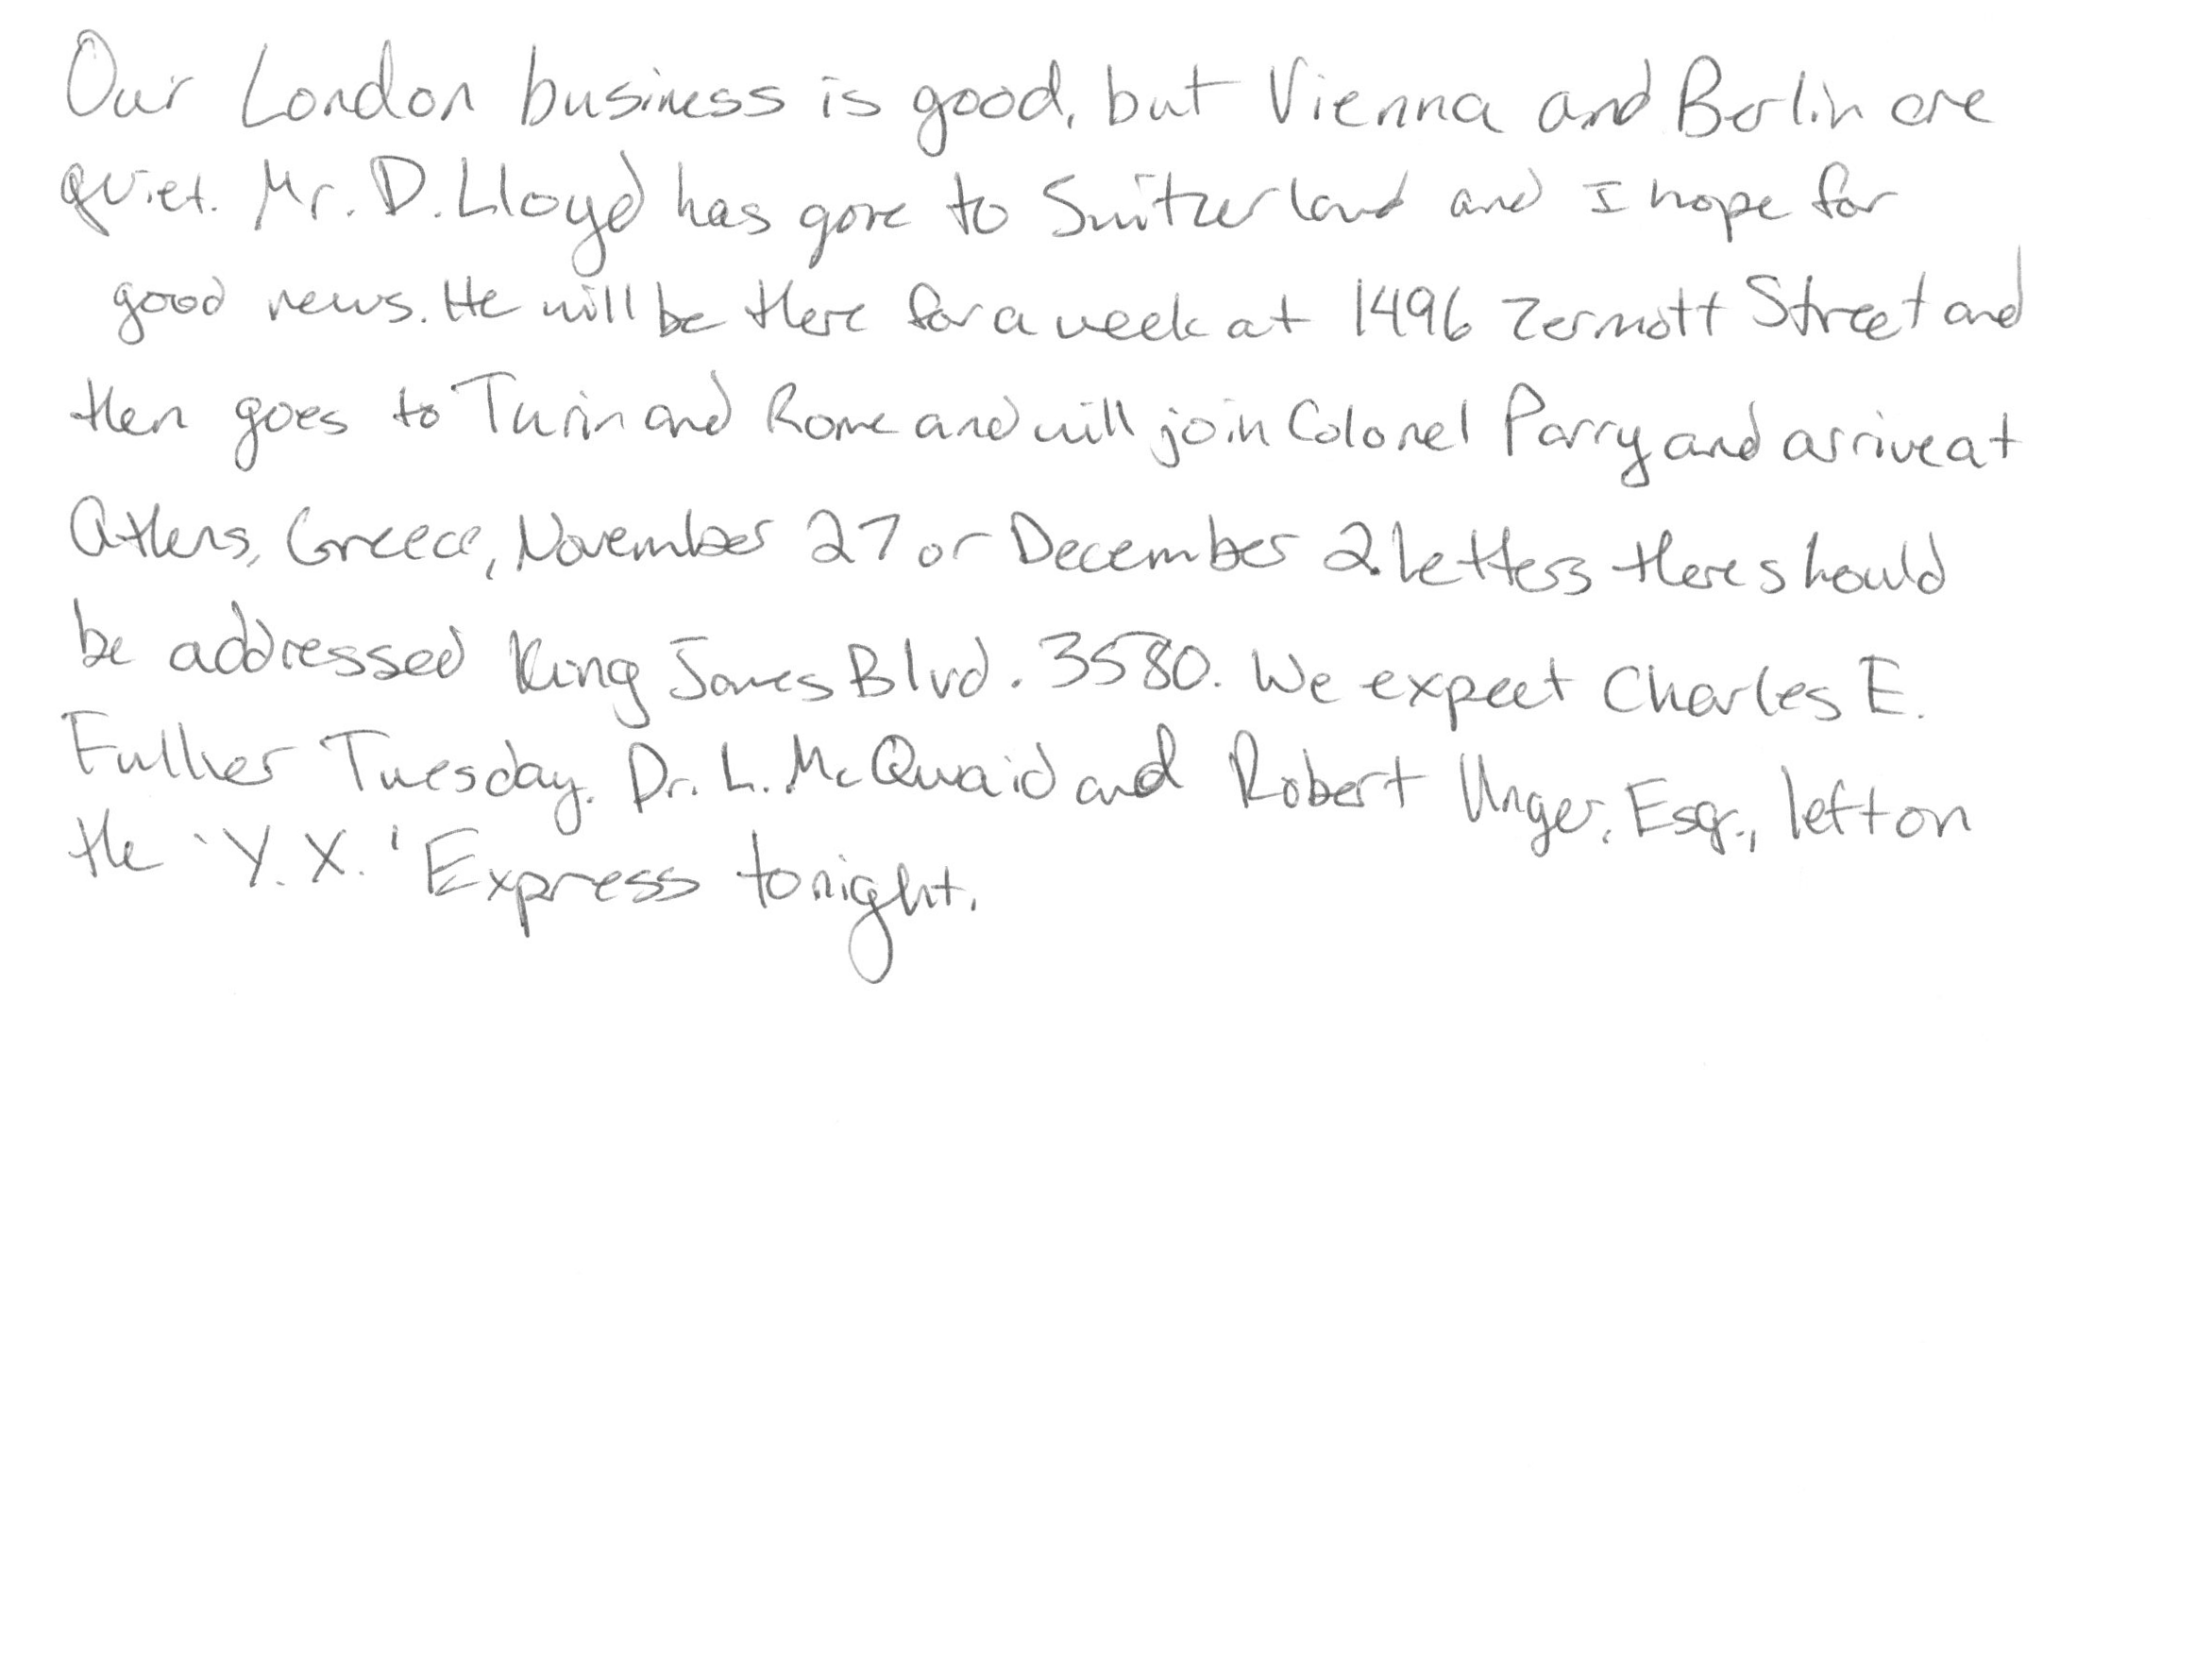 Our London business is good, but Vienna and Berlin are
quiet. Mr. D. Lloyd has gone to Switzerland and I hope for
good news. He will be there for a week at 1496 Zermott Street and
then goes to Turin and Rome and will join Colonel Parry and arrive at
Athens, Greece, November 27 or December 2. Letters there should
be addressed King James Blvd. 3580. We expect Charles E.
Fuller Tuesday. Dr. L. McQuaid and Robert Unger, Esq., left on
the 'Y.X.' Express tonight.